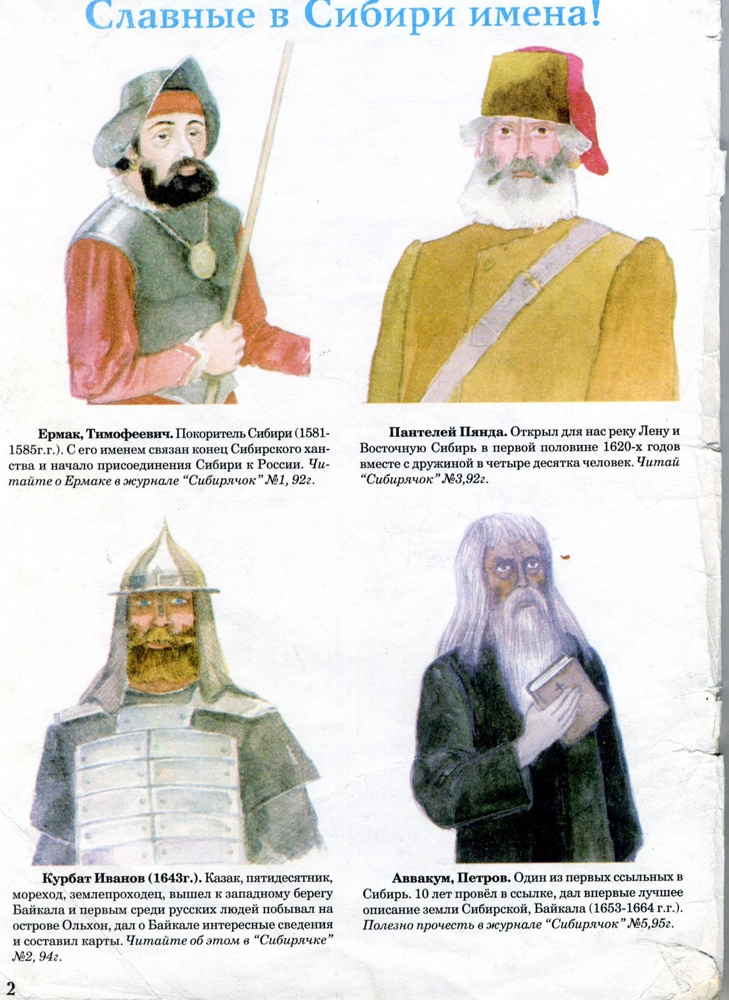 Славные в Сибири имена!
Ермак, Тимофеевич. Покоритель Сибири (1581-
1585г.г.). С его именем связан конец Сибирского хан-
ства и начало присоединения Сибири к России. Чи-
тайте о Ермаке в журнале “Сибирячок” №1, 92г.
Пантелей Пянда. Открыл для нас реку Лену и
Восточную Сибирь в первой половине 1620-х годов
вместе с дружиной в четыре десятка человек. Читай
“Сибирячок” №3,92г.
Курбат Иванов (1643г.). Казак, пятидесятник,
мореход, землепроходец, вышел к западному берегу
Байкала и первым среди русских людей побывал на
острове Ольхон, дал о Байкале интересные сведения
и составил карты. Читайте об этом в “Сибирячке”
№2, 94г.
Аввакум, Петров. Один из первых ссыльных в
Сибирь. 10 лет провёл в ссылке, дал впервые лучшее
описание земли Сибирской, Байкала (1653-1664 г.г.).
Полезно прочесть в журнале “Сибирячок” №5,95г.
2